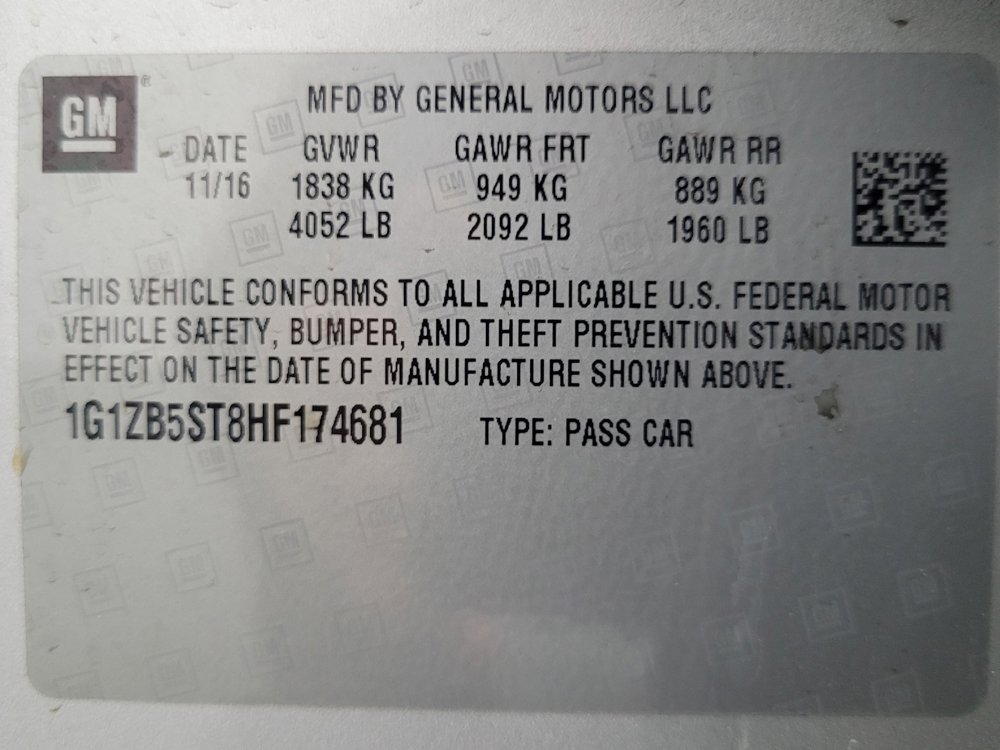 GM ®
MFD BY GENERAL MOTORS LLC
DATE GVWR GAWR FRT GAWR RR
11/16 1838 KG 949 KG 889 KG
4052 LB 2092 LB 1960 LB
THIS VEHICLE CONFORMS TO ALL APPLICABLE U.S. FEDERAL MOTOR
VEHICLE SAFETY, BUMPER, AND THEFT PREVENTION STANDARDS IN
EFFECT ON THE DATE OF MANUFACTURE SHOWN ABOVE.
1G1ZB5ST8HF174681 TYPE: PASS CAR